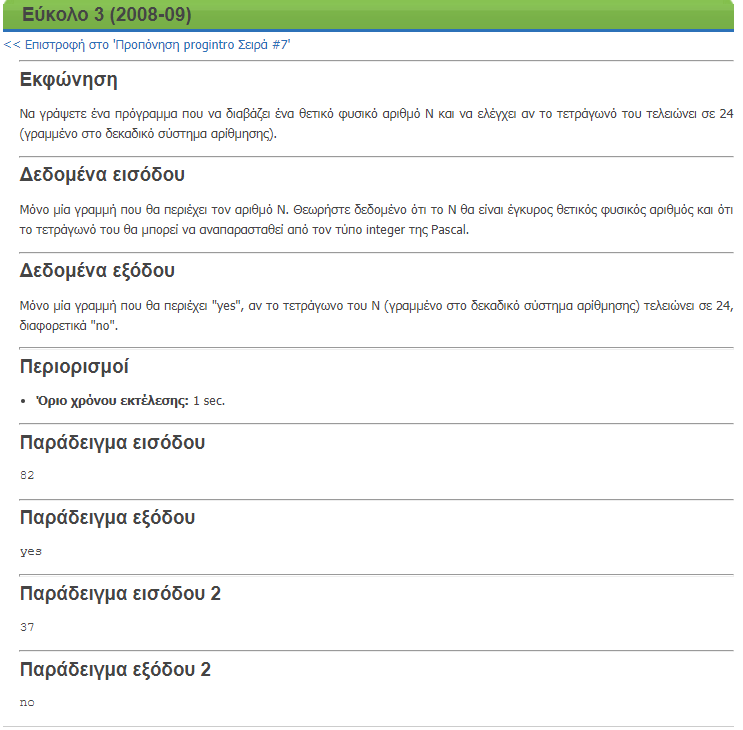 Εύκολο 3 (2008-09)
<< Επιστροφή στο 'Προπόνηση progintro Σειρά #7'
Εκφώνηση
Να γράψετε ένα πρόγραμμα που να διαβάζει ένα θετικό φυσικό αριθμό N και να ελέγχει αν το τετράγωνό του τελειώνει σε 24
(γραμμένο στο δεκαδικό σύστημα αρίθμησης).
Δεδομένα εισόδου
Μόνο μία γραμμή που θα περιέχει τον αριθμό N. Θεωρήστε δεδομένο ότι το N θα είναι έγκυρος θετικός φυσικός αριθμός και ότι
το τετράγωνό του θα μπορεί να αναπαρασταθεί από τον τύπο integer της Pascal.
Δεδομένα εξόδου
Μόνο μία γραμμή που θα περιέχει "yes", αν το τετράγωνο του N (γραμμένο στο δεκαδικό σύστημα αρίθμησης) τελειώνει σε 24,
διαφορετικά "no".
Περιορισμοί
• Όριο χρόνου εκτέλεσης: 1 sec.
Παράδειγμα εισόδου
82
Παράδειγμα εξόδου
yes
Παράδειγμα εισόδου 2
37
Παράδειγμα εξόδου 2
no